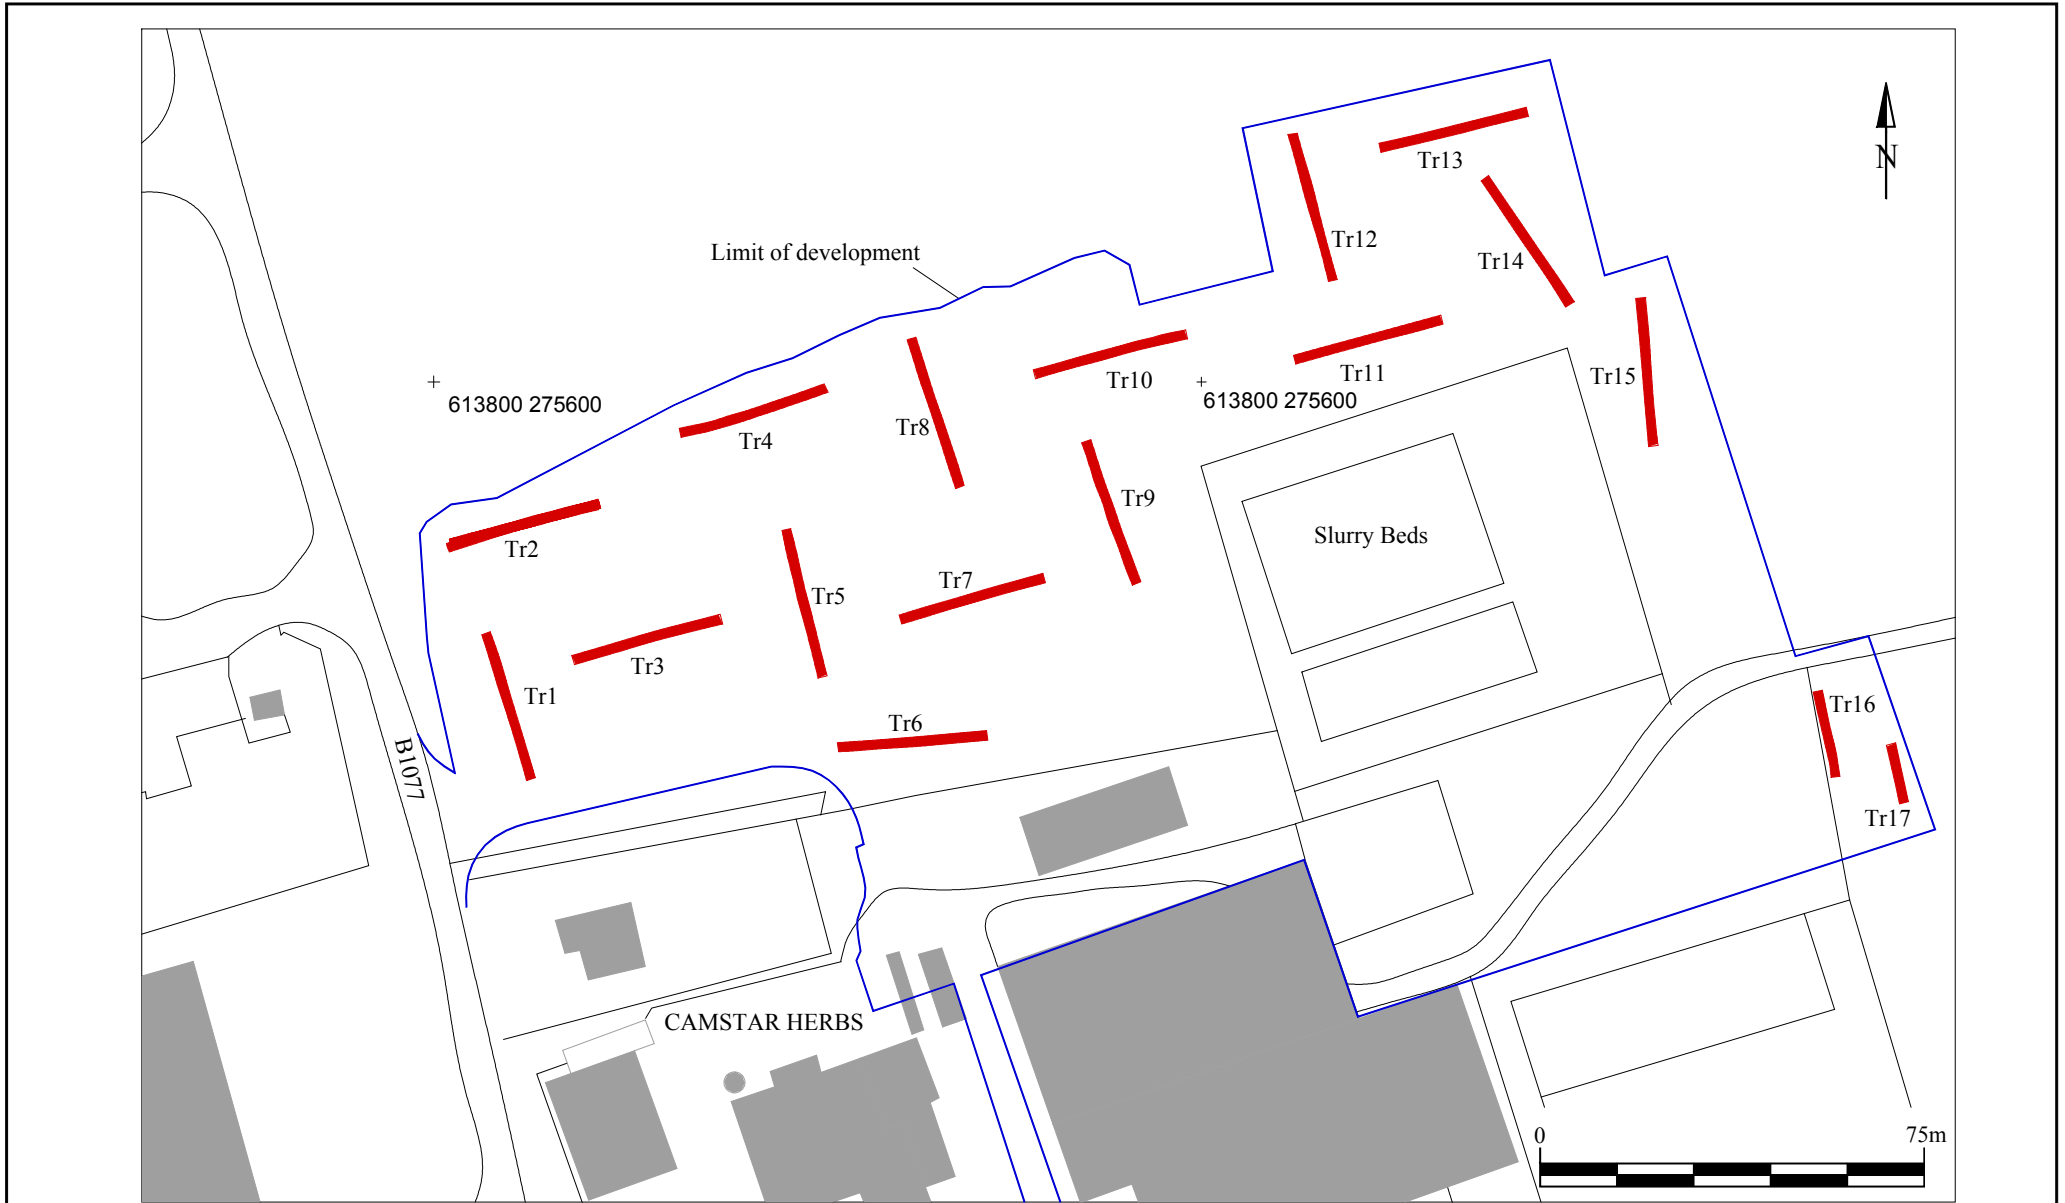 Tr13
N
Tr12
Limit of development
Tr14
Tr11
Tr15
Tr10
613800 275600
613800 275600
Tr4
Tr8
Tr9
Slurry Beds
Tr2
Tr7
Tr5
Tr3
Tr1
Tr16
Tr6
B1077
Tr17
CAMSTAR HERBS
0
75m